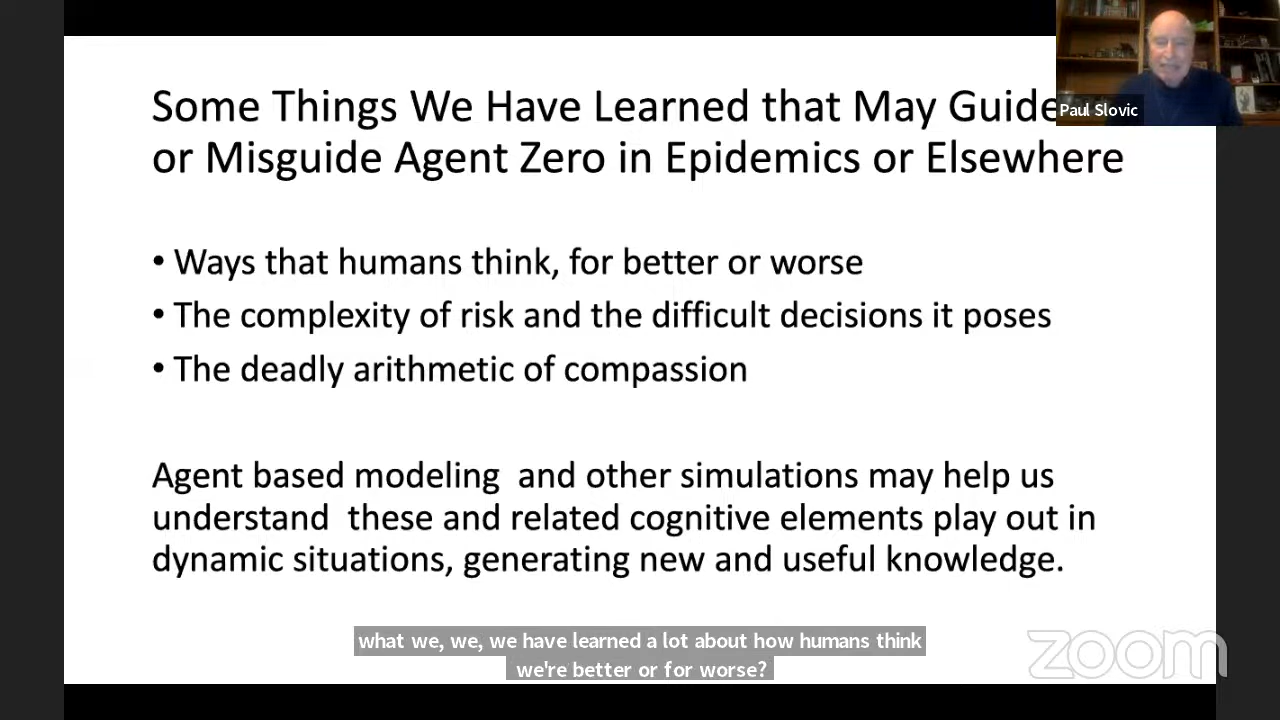 Some Things We Have Learned that May Guide
or Misguide Agent Zero in Epidemics or Elsewhere
Paul Slovic
• Ways that humans think, for better or worse
• The complexity of risk and the difficult decisions it poses
• The deadly arithmetic of compassion
Agent based modeling and other simulations may help us
understand these and related cognitive elements play out in
dynamic situations, generating new and useful knowledge.
what we, we, we have learned a lot about how humans think
we're better or for worse?
zoom